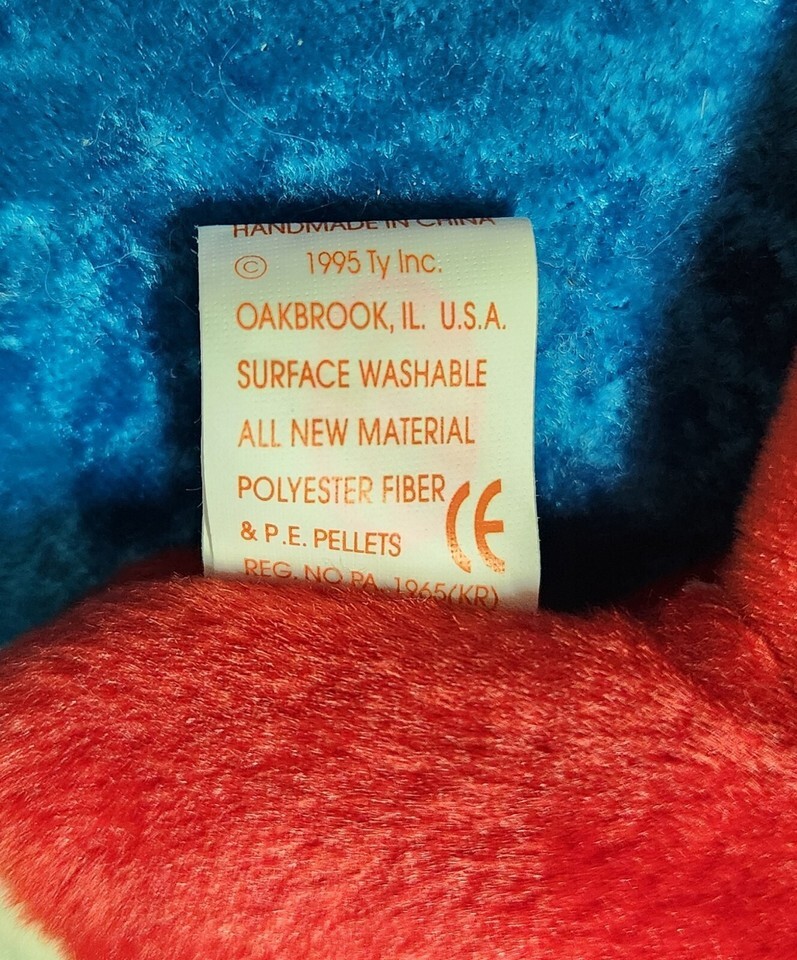 HANDMADE IN CHINA
© 1995 Ty Inc.
OAKBROOK, IL. U.S.A.
SURFACE WASHABLE
ALL NEW MATERIAL
POLYESTER FIBER
& P.E. PELLETS CE
REG. NO PA. 1965(KR)